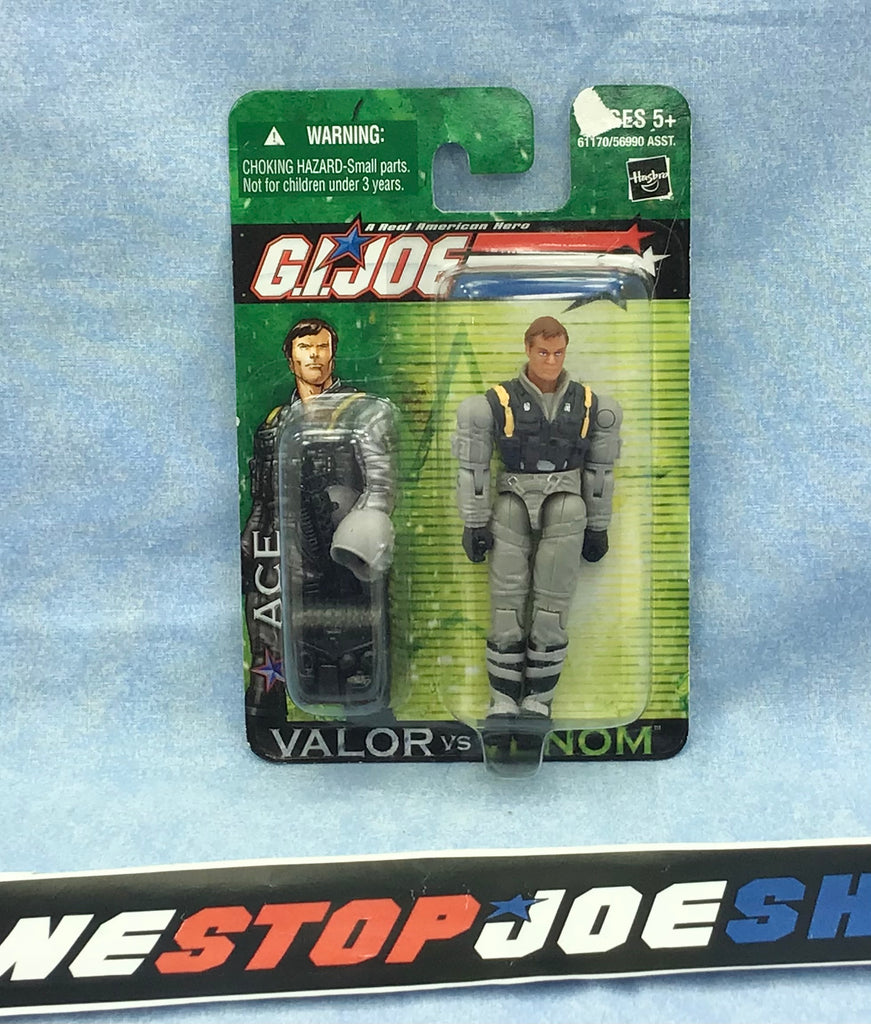 WARNING:
CHOKING HAZARD-Small parts.
Not for children under 3 years.
GES 5+
61170/56990 ASST.
Hasbro
A Real American Hero
G.I.JOE
ACE
VALOR VS VENOM™
NESTOPJOESH